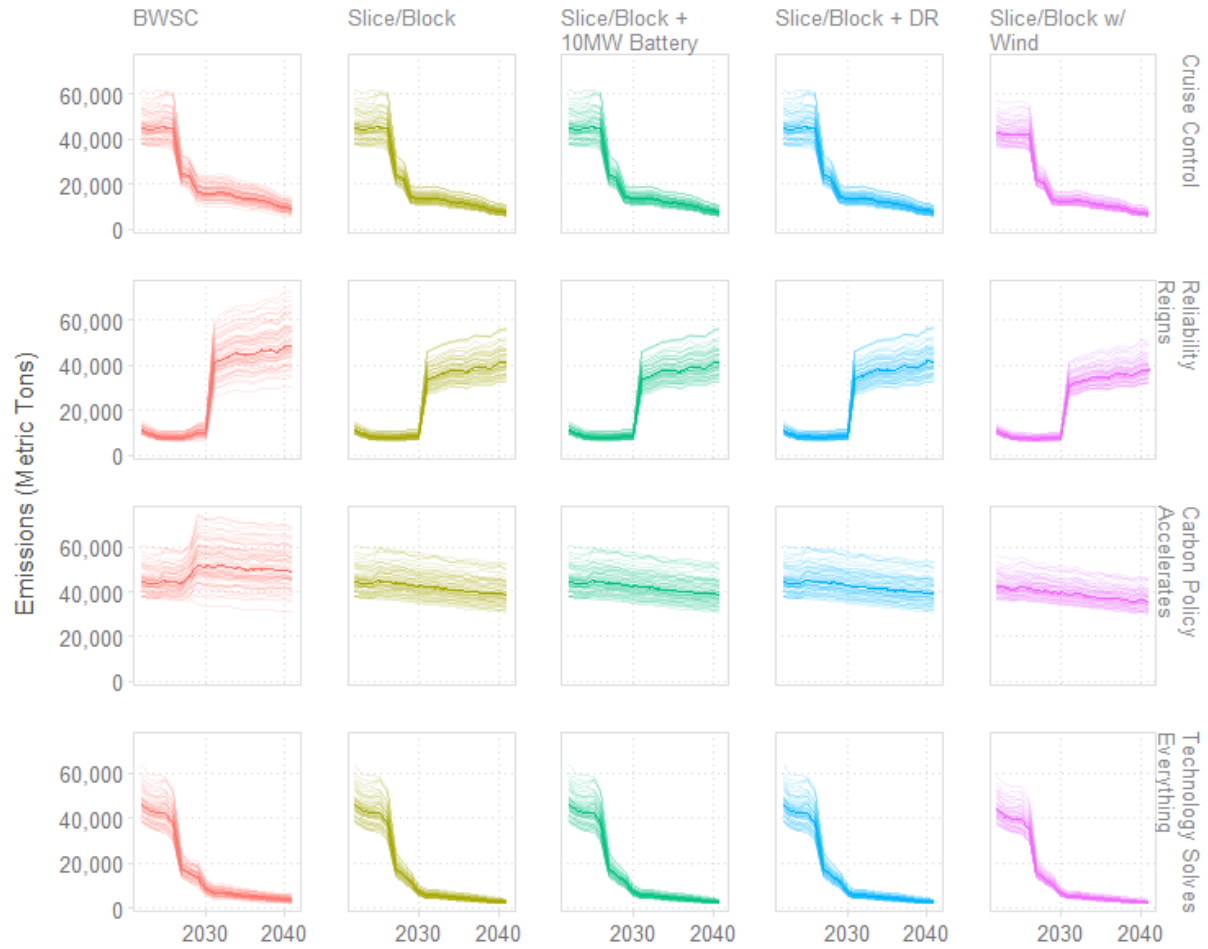 BWSC
Slice/Block
Slice/Block +
10MW Battery
Slice/Block + DR
Slice/Block w/
Wind
Emissions (Metric Tons)
60,000
40,000
20,000
0
Cruise Control
60,000
40,000
20,000
0
Reliability
Reigns
60,000
40,000
20,000
0
Carbon Policy
Accelerates
60,000
40,000
20,000
0
Technology Solves
Everything
2030
2040
2030
2040
2030
2040
2030
2040
2030
2040